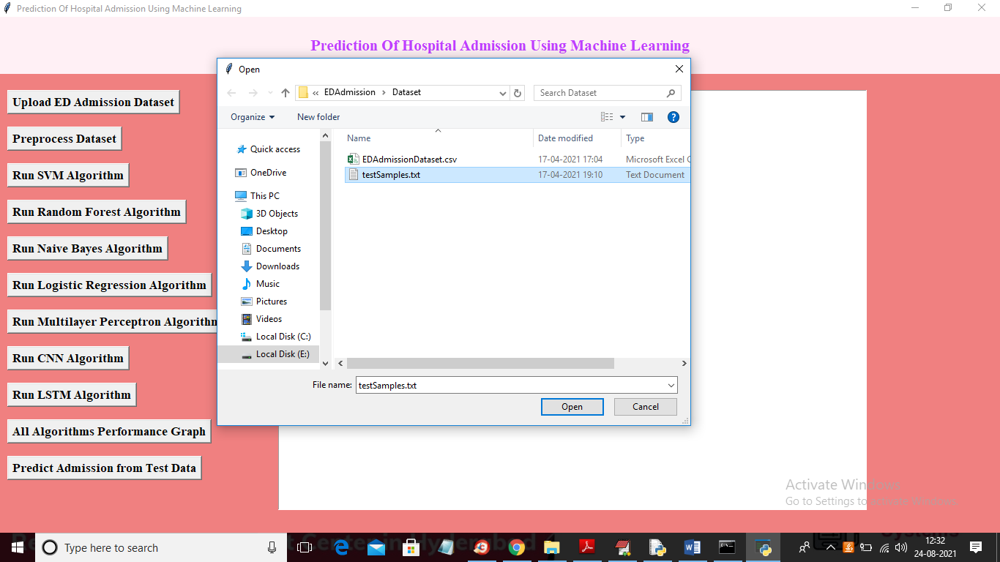 Prediction Of Hospital Admission Using Machine Learning
Prediction Of Hospital Admission Using Machine Learning
Upload ED Admission Dataset
Preprocess Dataset
Run SVM Algorithm
Run Random Forest Algorithm
Run Naive Bayes Algorithm
Run Logistic Regression Algorithm
Run Multilayer Perceptron Algorithm
Run CNN Algorithm
Run LSTM Algorithm
All Algorithms Performance Graph
Predict Admission from Test Data
Open
« EDAdmission › Dataset
Search Dataset
Organize
New folder
Quick access
OneDrive
This PC
3D Objects
Desktop
Documents
Downloads
Music
Pictures
Videos
Local Disk (C:)
Local Disk (E:)
Name Date modified Type
EDAdmissionDataset.csv 17-04-2021 17:04 Microsoft Excel C
testSamples.txt 17-04-2021 19:10 Text Document
File name: testSamples.txt
Open Cancel
Activate Windows
Go to Settings to activate Windows.
Type here to search
Center in Hyderabad
Systems
12:32
24-08-2021